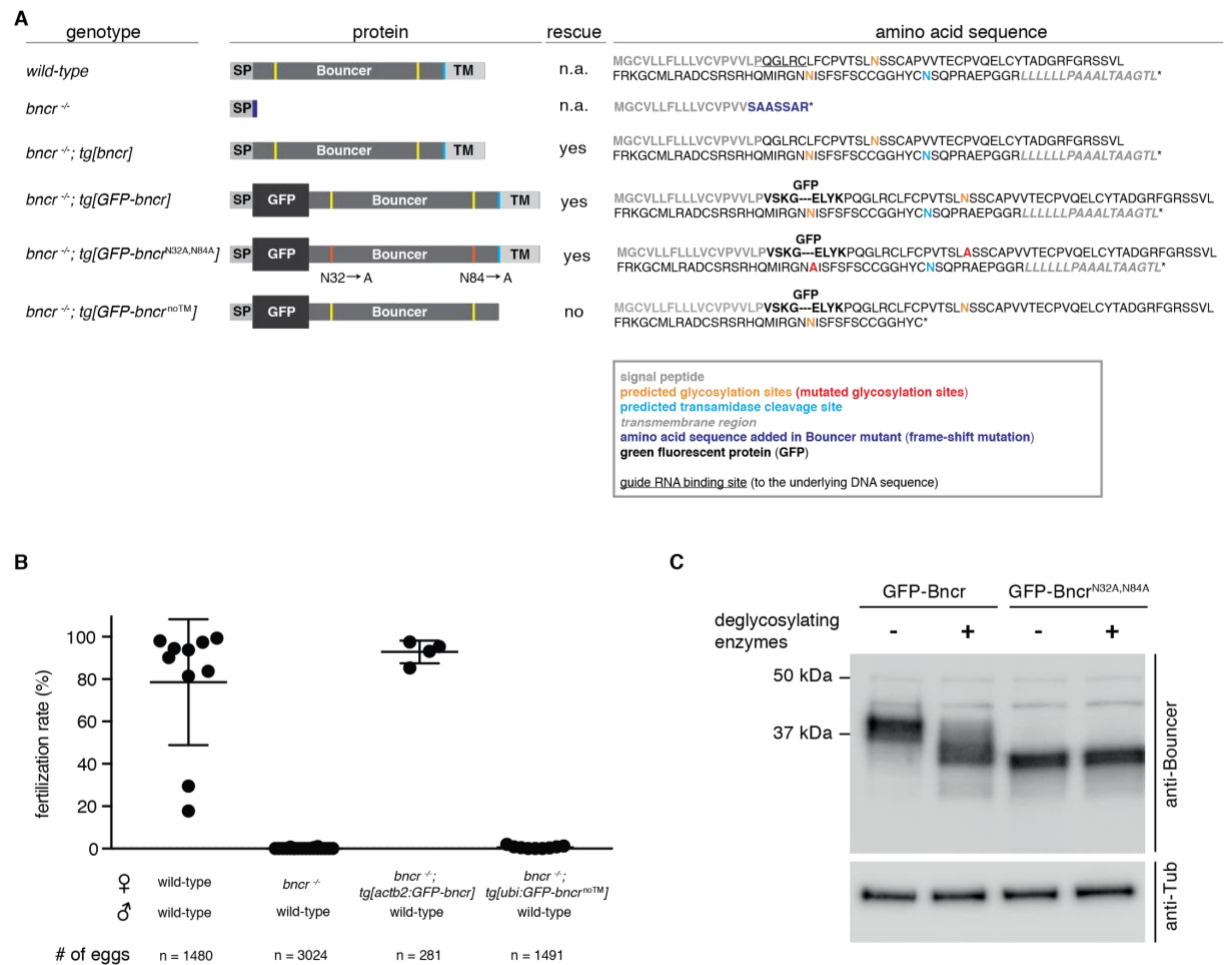 A
genotype protein rescue amino acid sequence
wild-type SP Bouncer TM n.a. MGCVLLFLLLVCVPVVLPQGLRCLFCPVTSLNSSCAPVVTECPVQELCYTADGRFGRSSVL
FRKGCMLRADCSRSRHQMIRGNNISFSFSCCGGHYCNSQPRAEPGGRLLLLLLPAAALTAAGTL*
bncr -/- SP n.a. MGCVLLFLLLVCVPVVSAASSAR*
bncr -/-; tg[bncr] SP Bouncer TM yes MGCVLLFLLLVCVPVVLPQGLRCLFCPVTSLNSSCAPVVTECPVQELCYTADGRFGRSSVL
FRKGCMLRADCSRSRHQMIRGNNISFSFSCCGGHYCNSQPRAEPGGRLLLLLLPAAALTAAGTL*
GFP
bncr -/-; tg[GFP-bncr] SP GFP Bouncer TM yes MGCVLLFLLLVCVPVVLPVSKG---ELYKPQGLRCLFCPVTSLNSSCAPVVTECPVQELCYTADGRFGRSSVL
FRKGCMLRADCSRSRHQMIRGNNISFSFSCCGGHYCNSQPRAEPGGRLLLLLLPAAALTAAGTL*
GFP
bncr -/-; tg[GFP-bncrN32A,N84A] SP GFP Bouncer TM yes MGCVLLFLLLVCVPVVLPVSKG---ELYKPQGLRCLFCPVTSLASSCAPVVTECPVQELCYTADGRFGRSSVL
FRKGCMLRADCSRSRHQMIRGNAISFSFSCCGGHYCNSQPRAEPGGRLLLLLLPAAALTAAGTL*
N32→A N84→A
GFP
bncr -/-; tg[GFP-bncrnoTM] SP GFP Bouncer no MGCVLLFLLLVCVPVVLPVSKG---ELYKPQGLRCLFCPVTSLNSSCAPVVTECPVQELCYTADGRFGRSSVL
FRKGCMLRADCSRSRHQMIRGNNISFSFSCCGGHYC*
signal peptide
predicted glycosylation sites (mutated glycosylation sites)
predicted transamidase cleavage site
transmembrane region
amino acid sequence added in Bouncer mutant (frame-shift mutation)
green fluorescent protein (GFP)
guide RNA binding site (to the underlying DNA sequence)
B
fertilization rate (%)
100
80
60
40
20
0
♀ wild-type bncr -/- bncr -/-; tg[actb2:GFP-bncr] bncr -/-; tg[ubi:GFP-bncrnoTM]
♂ wild-type wild-type wild-type wild-type
# of eggs n = 1480 n = 3024 n = 281 n = 1491
C
GFP-Bncr GFP-BncrN32A,N84A
deglycosylating enzymes - + - +
50 kDa
37 kDa
anti-Bouncer
anti-Tub